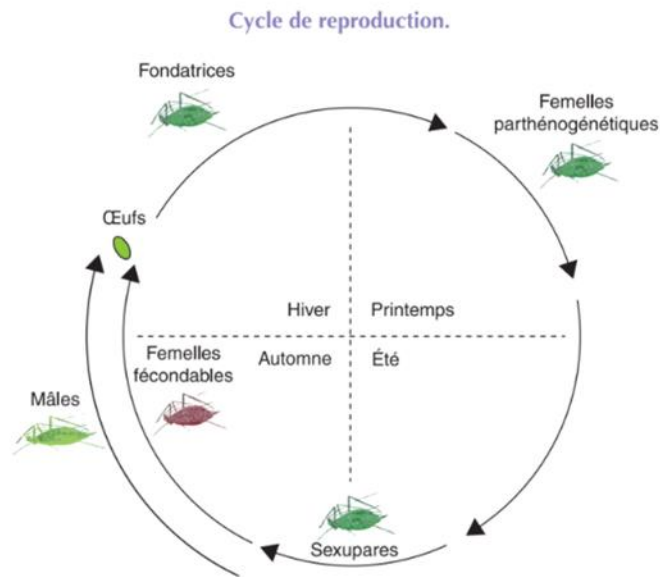 Cycle de reproduction.
Fondatrices
Femelles
parthénogénétiques
Œufs
Hiver
Printemps
Femelles
fécondables
Automne
Été
Mâles
Sexupares